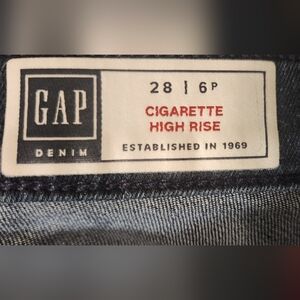 GAP
DENIM
28 | 6P
CIGARETTE
HIGH RISE
ESTABLISHED IN 1969